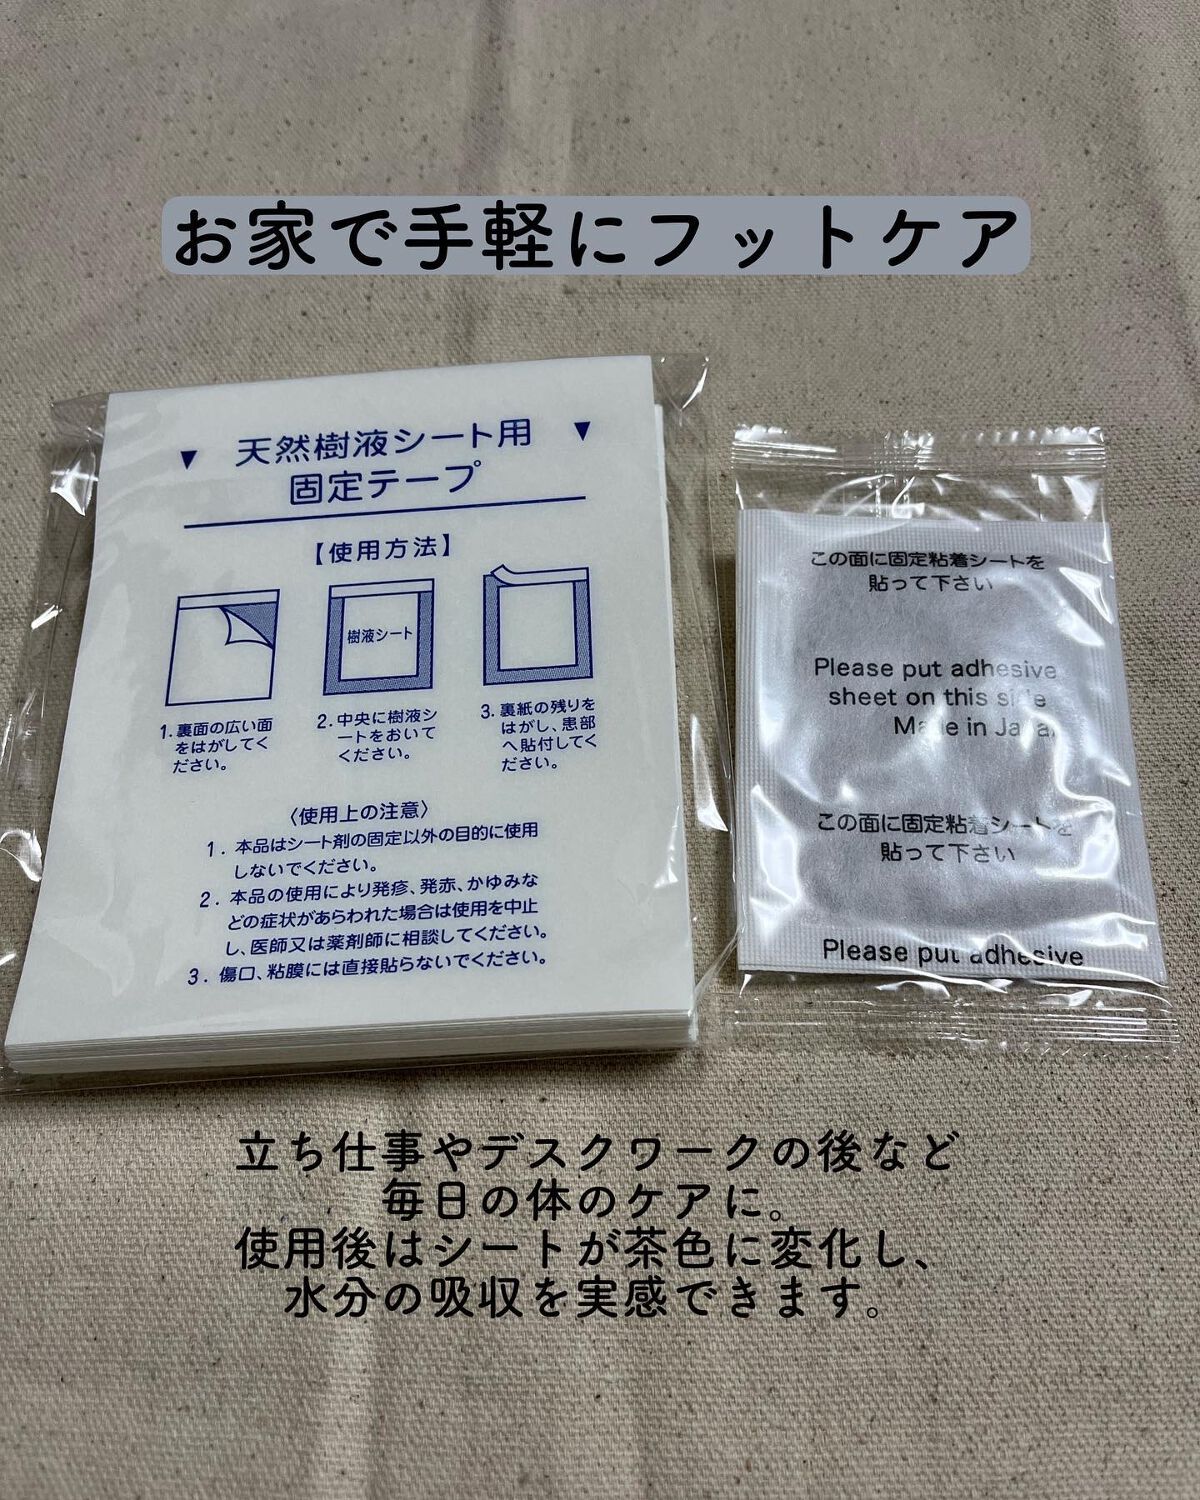 お家で手軽にフットケア
▼ 天然樹液シート用 ▼
固定テープ
【使用方法】
樹液シート
1. 裏面の広い面
をはがしてく
ださい。
2. 中央に樹液シ
ートをおいて
ください。
3. 裏紙の残りを
はがし、患部
へ貼付してく
ださい。
〈使用上の注意〉
1. 本品はシート剤の固定以外の目的に使用
しないでください。
2. 本品の使用により発疹、発赤、かゆみな
どの症状があらわれた場合は使用を中止
し、医師又は薬剤師に相談してください。
3. 傷口、粘膜には直接貼らないでください。
この面に固定粘着シートを
貼って下さい
Please put adhesive
sheet on this side
Made in Japan
この面に固定粘着シートを
貼って下さい
Please put adhesive
立ち仕事やデスクワークの後など
毎日の体のケアに。
使用後はシートが茶色に変化し、
水分の吸収を実感できます。